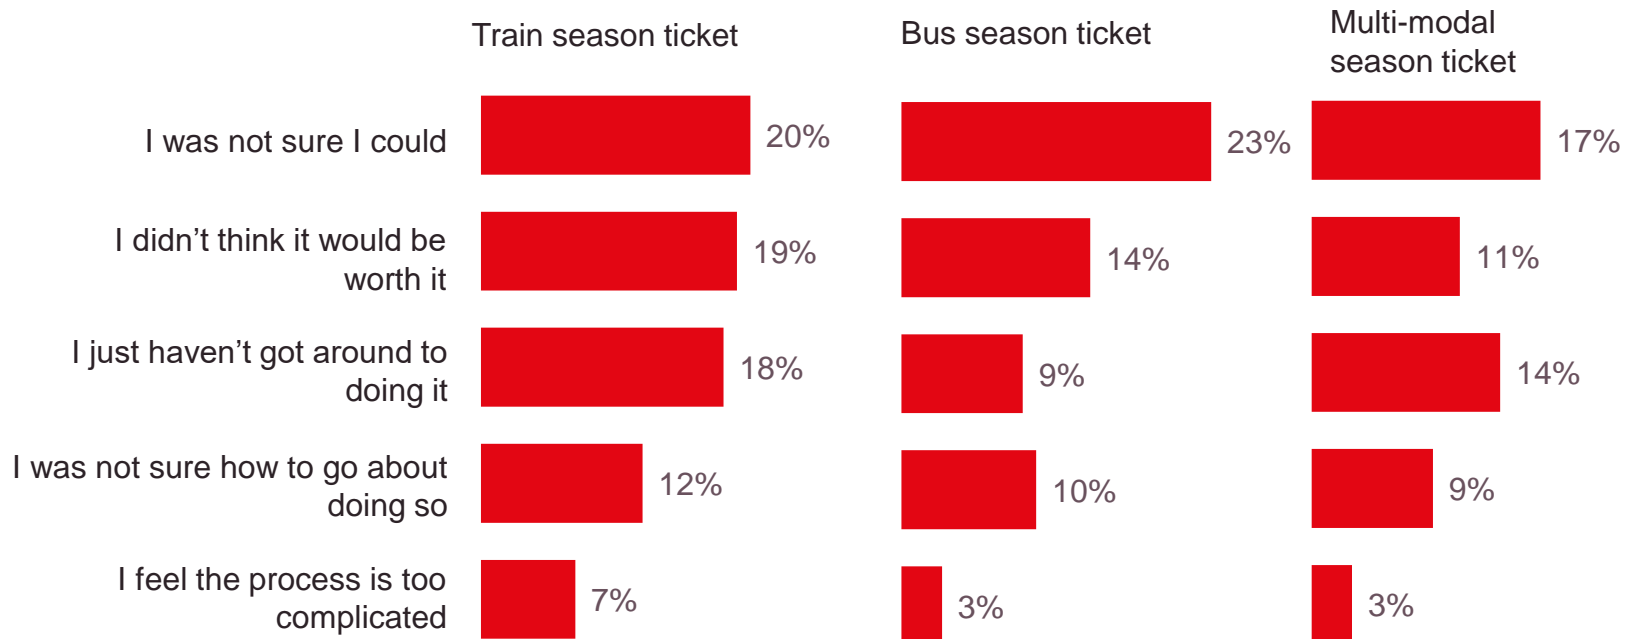 Train season ticket
Bus season ticket
Multi-modal
season ticket
I was not sure I could
20%
23%
17%
I didn’t think it would be
worth it
19%
14%
11%
I just haven’t got around to
doing it
18%
9%
14%
I was not sure how to go about
doing so
12%
10%
9%
I feel the process is too
complicated
7%
3%
3%